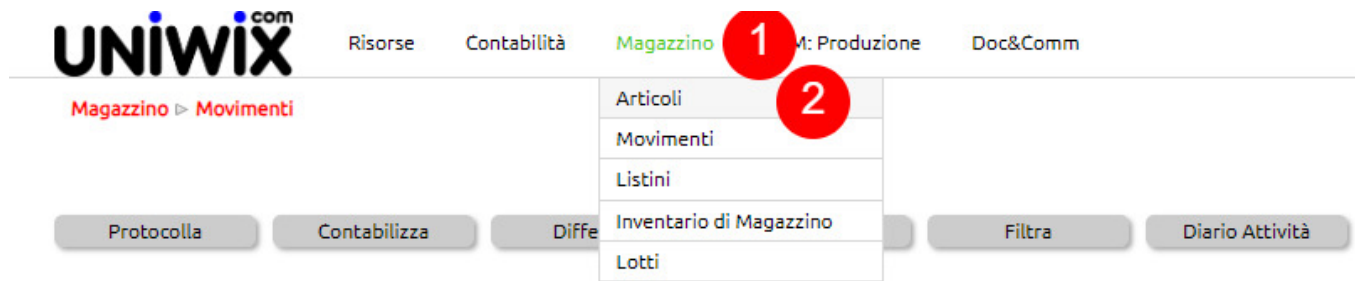 UNiWiX com
Risorse Contabilità Magazzino 1 M: Produzione Doc&Comm
Magazzino ▷ Movimenti
Articoli 2
Movimenti
Listini
Inventario di Magazzino
Lotti
Protocolla Contabilizza Diffe Filtra Diario Attività